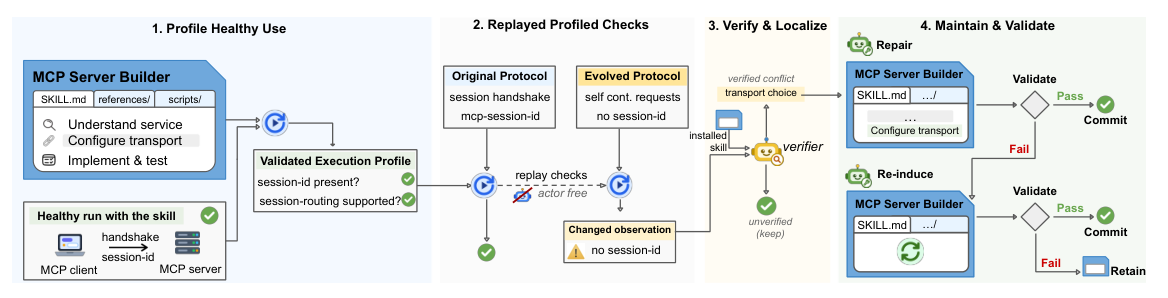 1. Profile Healthy Use
MCP Server Builder
SKILL.md
references/
scripts/
Understand service
Configure transport
Implement & test
Healthy run with the skill
handshake
session-id
MCP client
MCP server
Validated Execution Profile
session-id present?
session-routing supported?
2. Replayed Profiled Checks
Original Protocol
session handshake
mcp-session-id
Evolved Protocol
self cont. requests
no session-id
replay checks
actor free
Changed observation
no session-id
3. Verify & Localize
verified conflict
transport choice
installed
skill
verifier
unverified
(keep)
4. Maintain & Validate
Repair
MCP Server Builder
SKILL.md
.../
...
Configure transport
Validate
Pass
Commit
Fail
Re-induce
MCP Server Builder
SKILL.md
.../
Validate
Pass
Commit
Fail
Retain